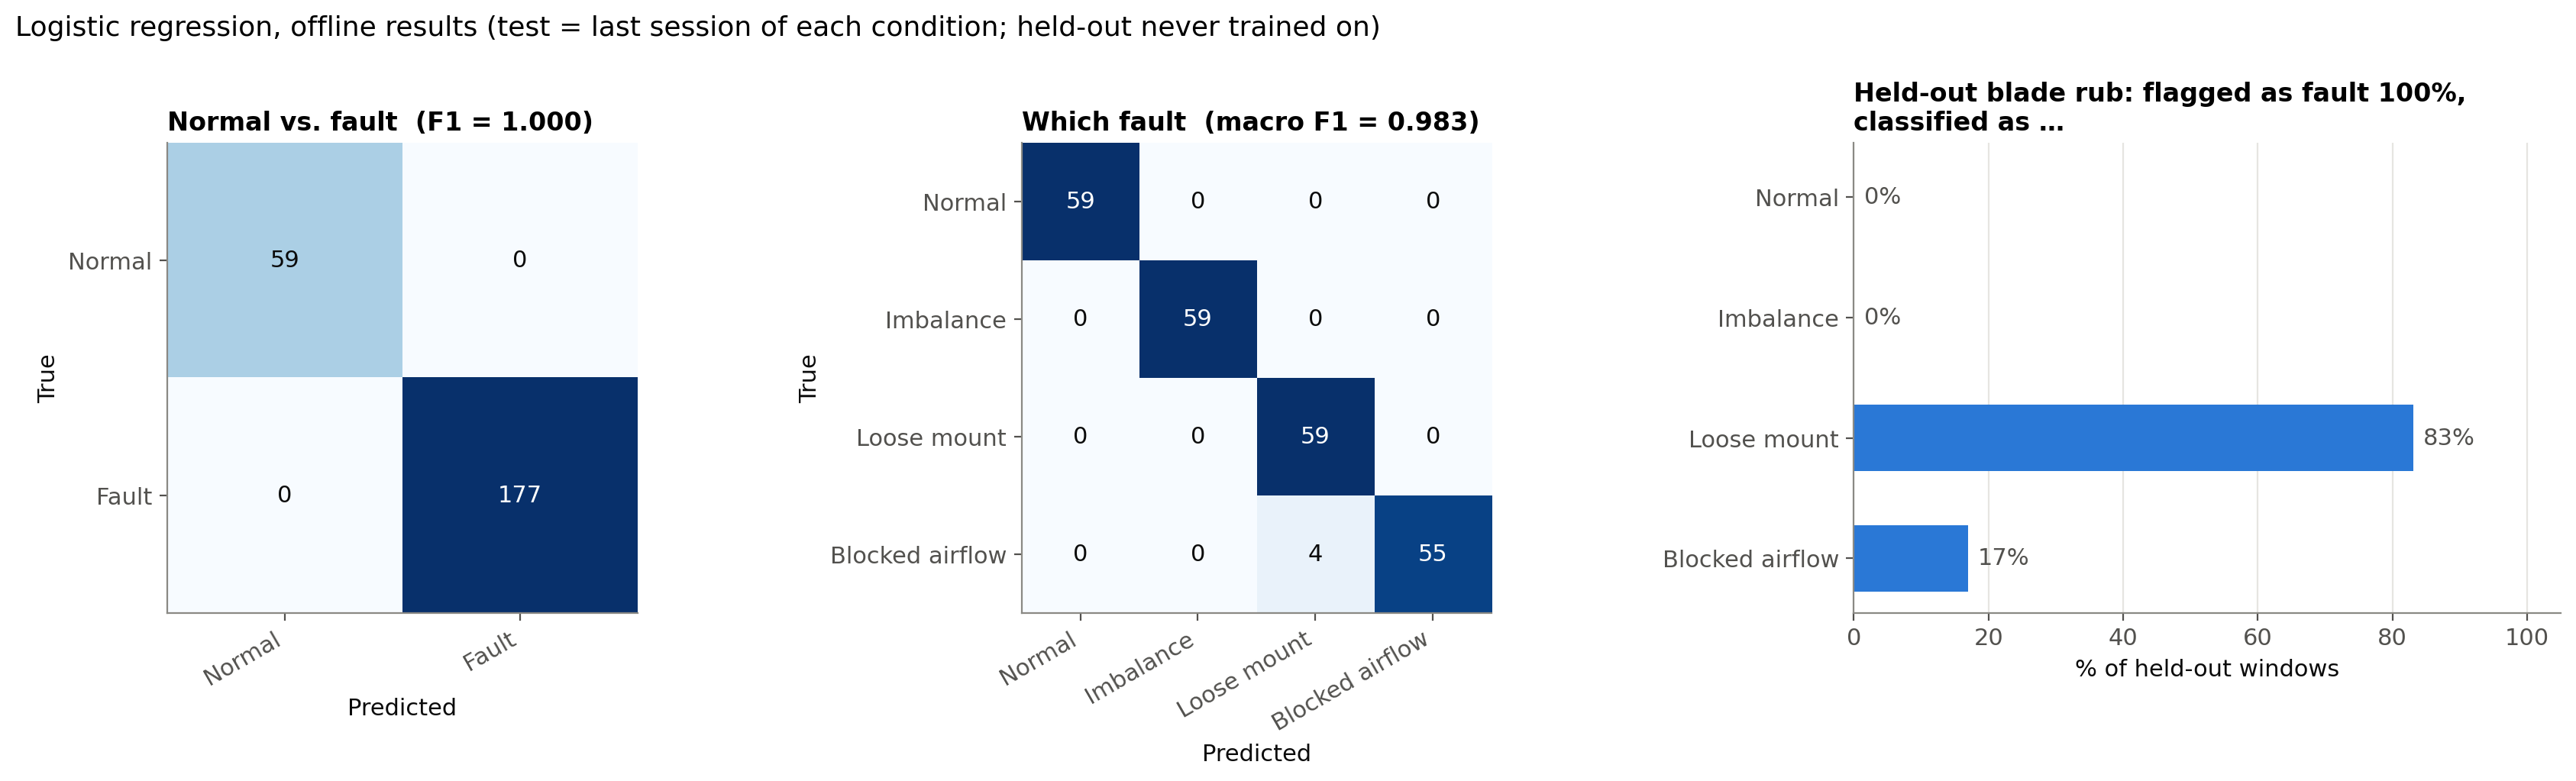 Logistic regression, offline results (test = last session of each condition; held-out never trained on)
Normal vs. fault  (F1 = 1.000)
True
Normal
59
0
Fault
0
177
Normal
Fault
Predicted
Which fault  (macro F1 = 0.983)
True
Normal
59
0
0
0
Imbalance
0
59
0
0
Loose mount
0
0
59
0
Blocked airflow
0
0
4
55
Normal
Imbalance
Loose mount
Blocked airflow
Predicted
Held-out blade rub: flagged as fault 100%,
classified as …
Normal
0%
Imbalance
0%
Loose mount
83%
Blocked airflow
17%
0
20
40
60
80
100
% of held-out windows